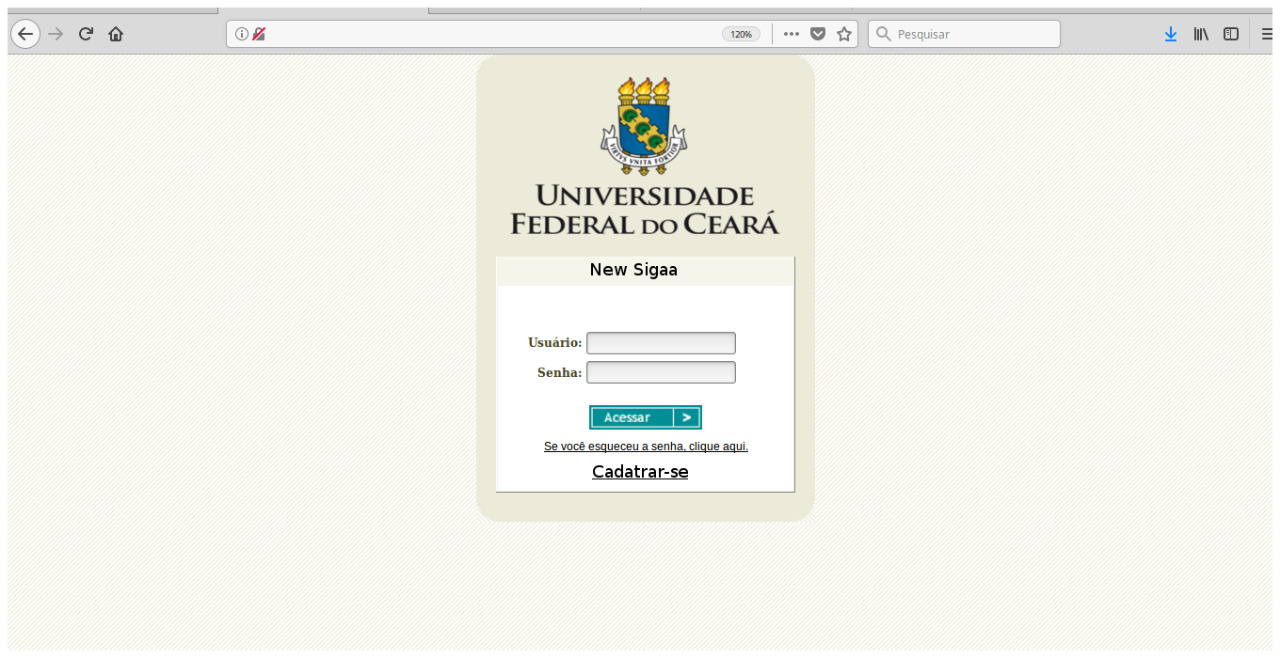 120%
Pesquisar
VIRTVS VNITA FORTIOR
UNIVERSIDADE
FEDERAL DO CEARÁ
New Sigaa
Usuário:
Senha:
Acessar >
Se você esqueceu a senha, clique aqui.
Cadatrar-se